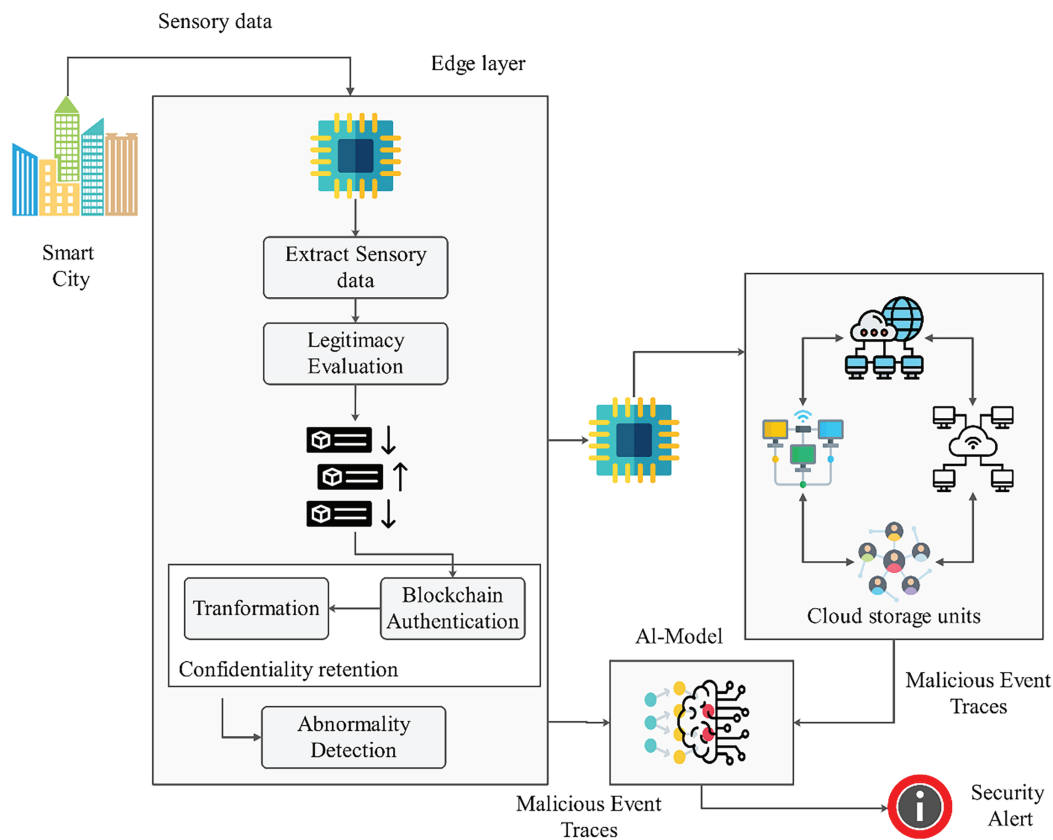 Sensory data
Edge layer
Smart
City
Extract Sensory
data
Legitimacy
Evaluation
Tranformation
Blockchain
Authentication
Confidentiality retention
Abnormality
Detection
Cloud storage units
AI-Model
Malicious Event
Traces
Malicious Event
Traces
Security
Alert